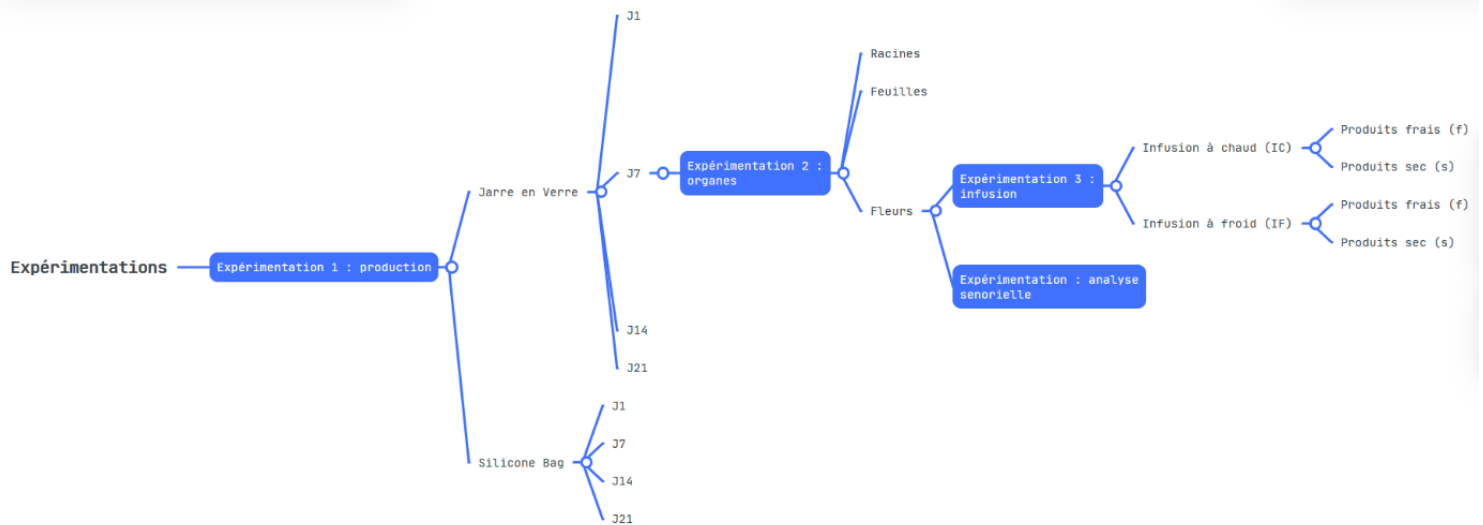 Expérimentations
Expérimentation 1 : production
Jarre en Verre
J1
J7
Expérimentation 2 :
organes
Racines
Feuilles
Fleurs
Expérimentation 3 :
infusion
Infusion à chaud (IC)
Produits frais (f)
Produits sec (s)
Infusion à froid (IF)
Produits frais (f)
Produits sec (s)
Expérimentation : analyse
senorielle
J14
J21
Silicone Bag
J1
J7
J14
J21